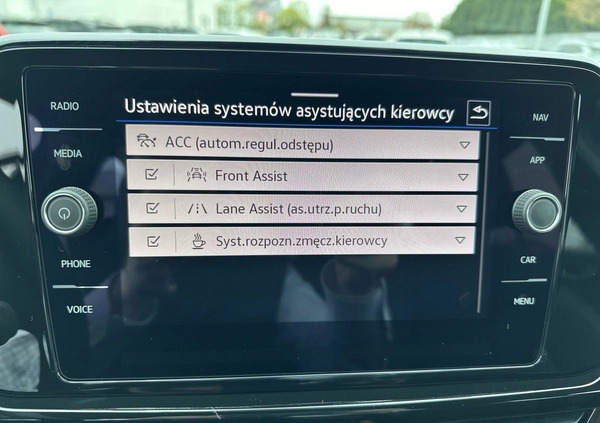 RADIO
MEDIA
PHONE
VOICE
Ustawienia systemów asystujących kierowcy
ACC (autom.regul.odstępu)
Front Assist
Lane Assist (as.utrz.p.ruchu)
Syst.rozpozn.zmęcz.kierowcy
NAV
APP
CAR
MENU